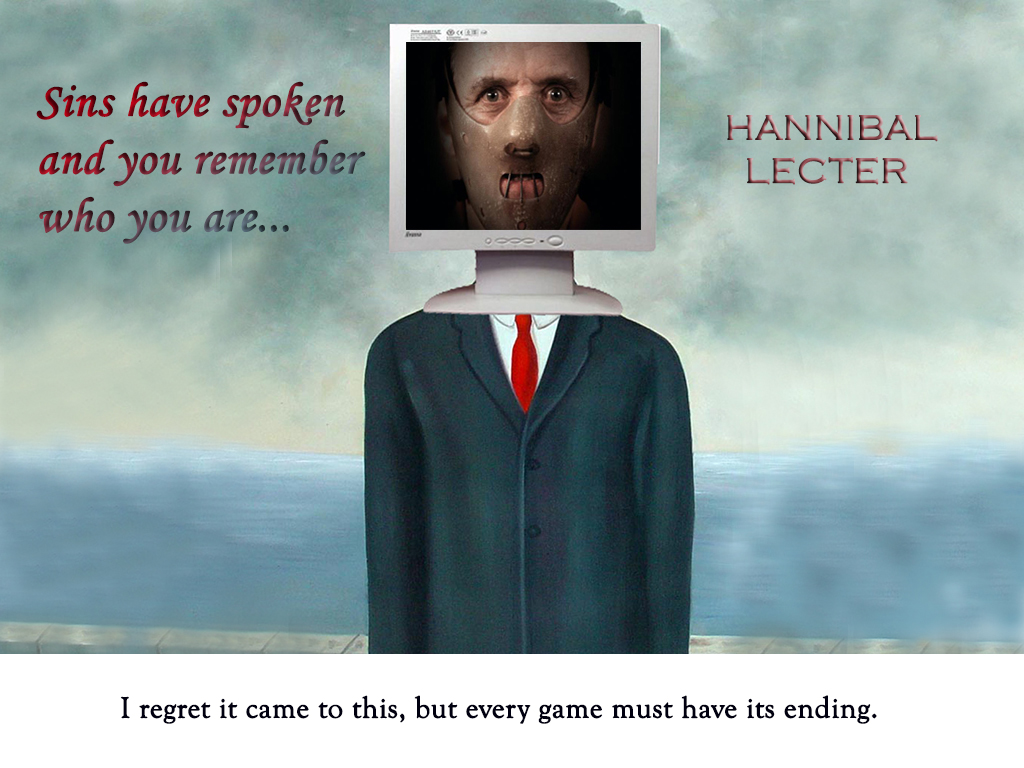 Sins have spoken
and you remember
who you are...
HANNIBAL
LECTER
I regret it came to this, but every game must have its ending.